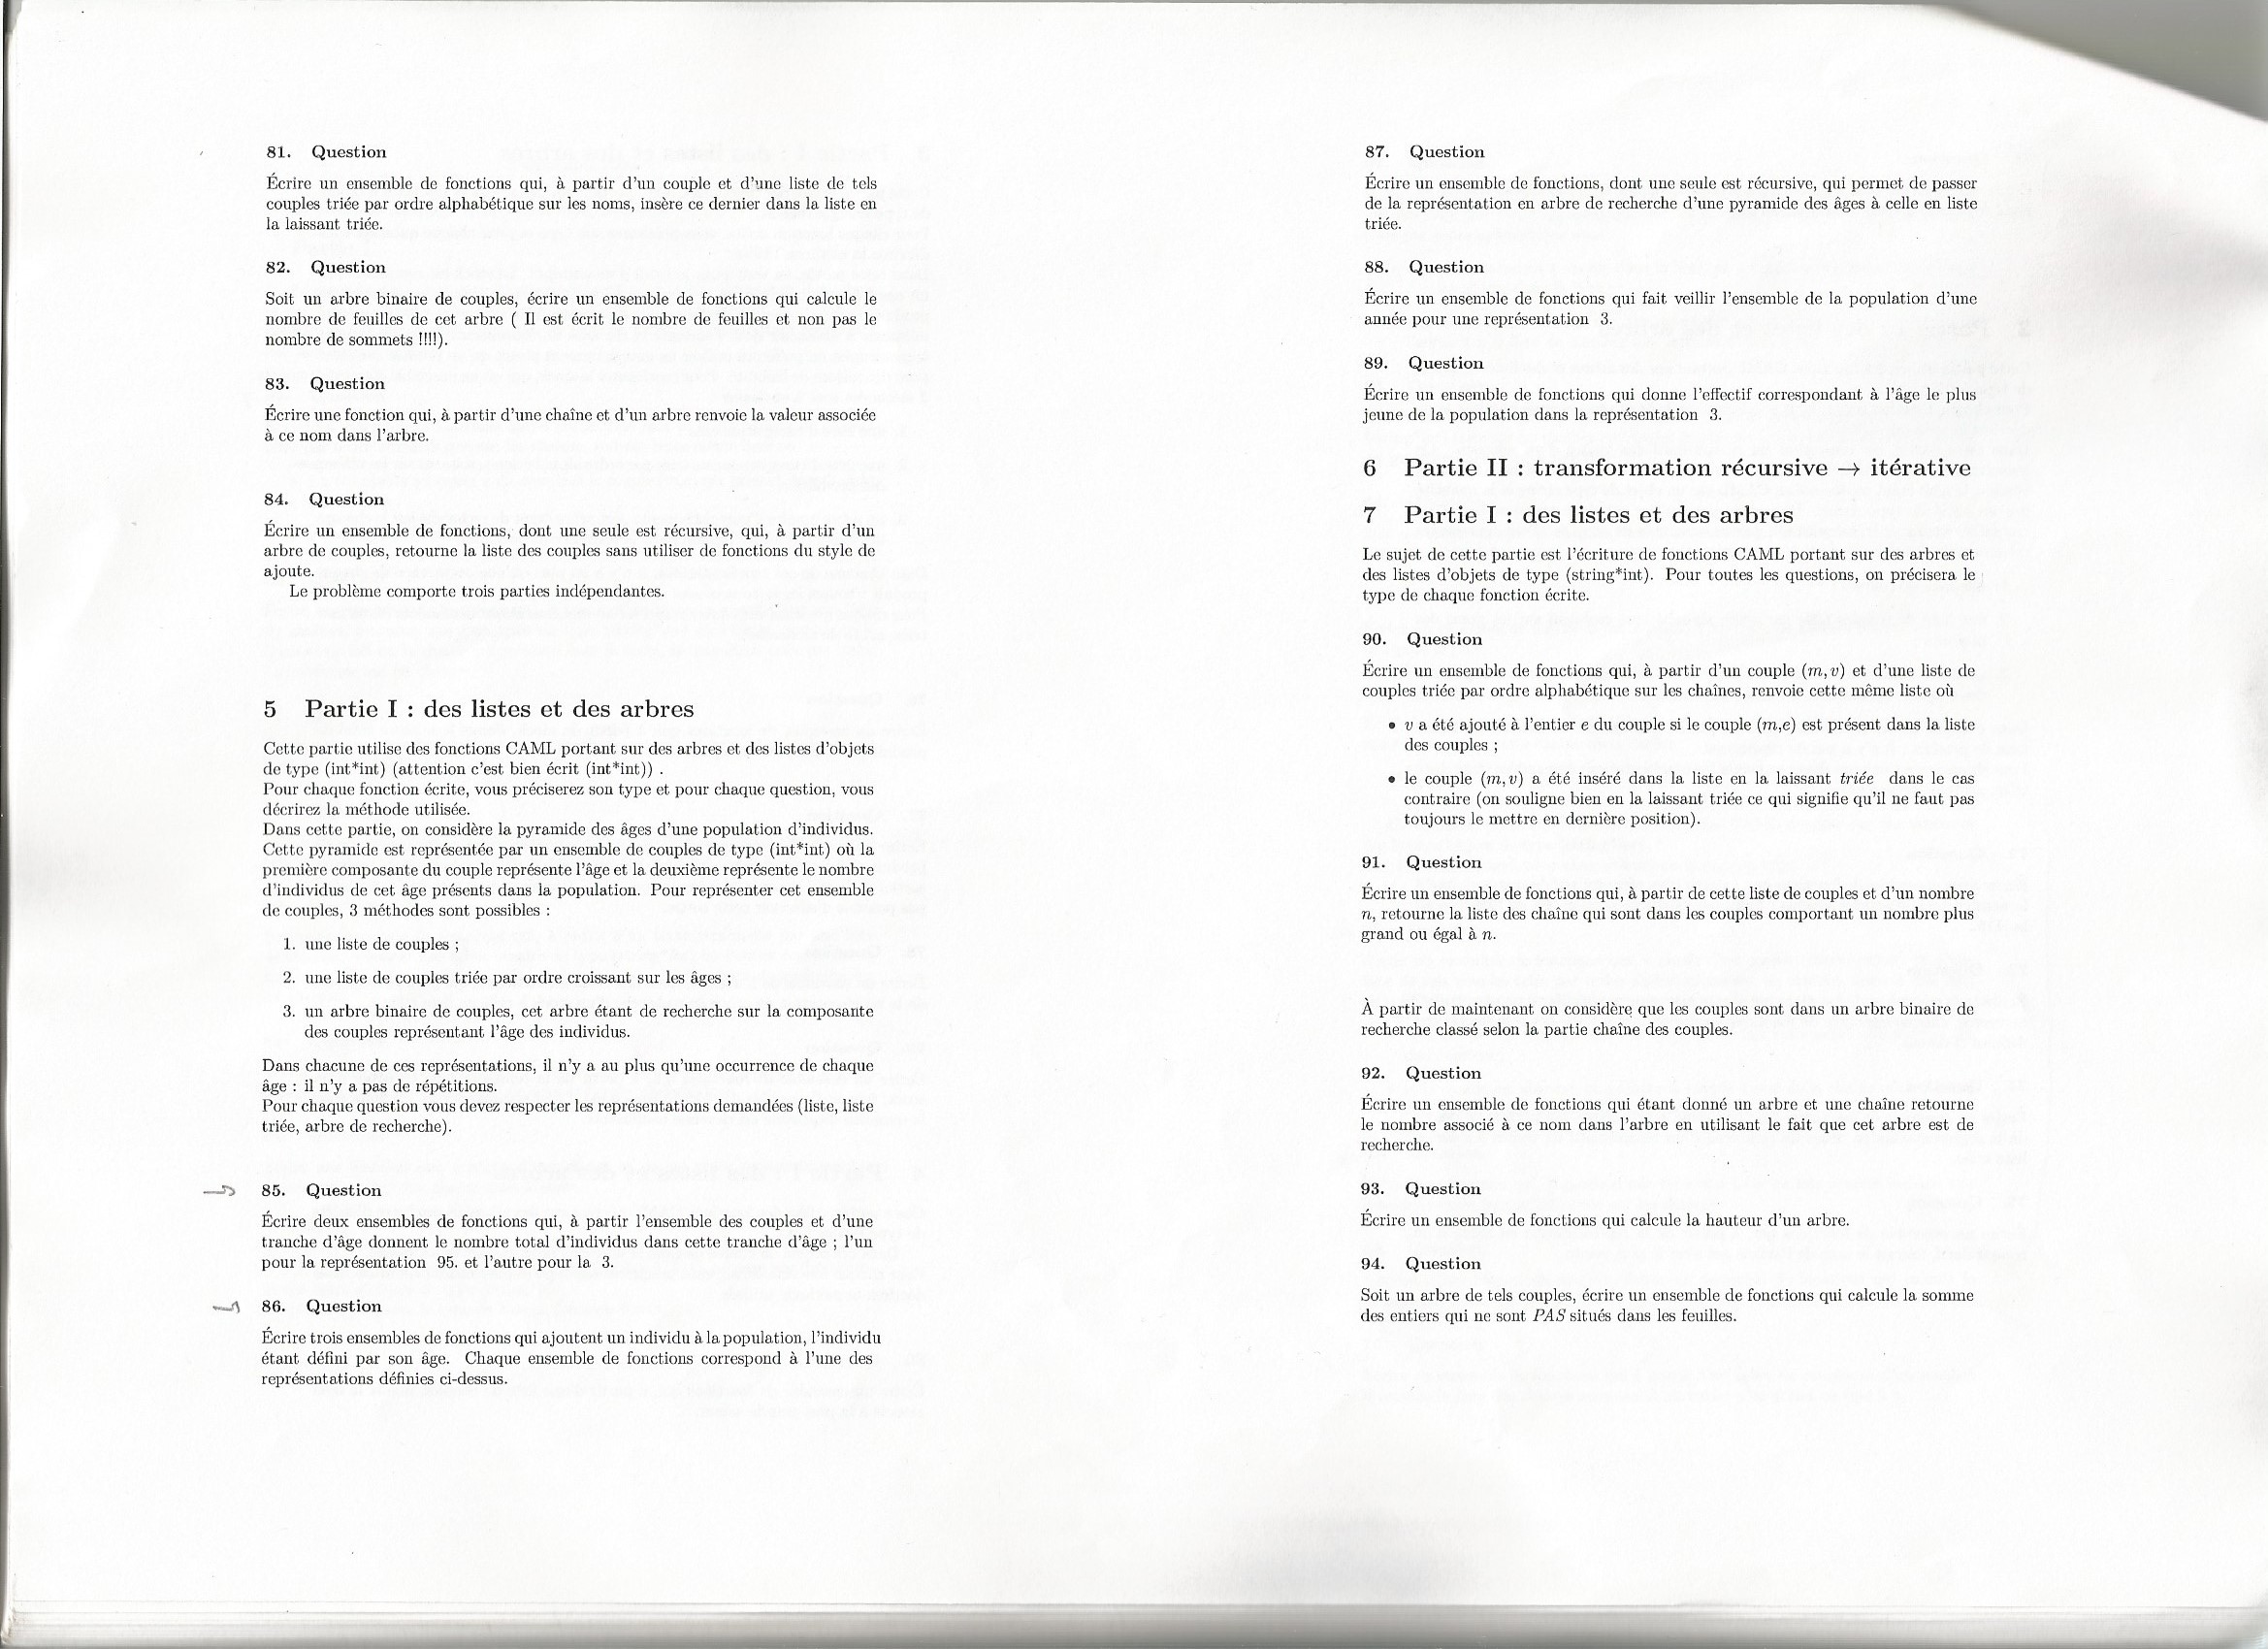 81. Question
Écrire un ensemble de fonctions qui, à partir d'un couple et d'une liste de tels
couples triée par ordre alphabétique sur les noms, insère ce dernier dans la liste en
la laissant triée.
82. Question
Soit un arbre binaire de couples, écrire un ensemble de fonctions qui calcule le
nombre de feuilles de cet arbre ( Il est écrit le nombre de feuilles et non pas le
nombre de sommets !!!!).
83. Question
Écrire une fonction qui, à partir d'une chaîne et d'un arbre renvoie la valeur associée
à ce nom dans l'arbre.
84. Question
Écrire un ensemble de fonctions, dont une seule est récursive, qui, à partir d'un
arbre de couples, retourne la liste des couples sans utiliser de fonctions du style de
ajoute.
Le problème comporte trois parties indépendantes.
5 Partie I : des listes et des arbres
Cette partie utilise des fonctions CAML portant sur des arbres et des listes d'objets
de type (int*int) (attention c'est bien écrit (int*int)) .
Pour chaque fonction écrite, vous préciserez son type et pour chaque question, vous
décrirez la méthode utilisée.
Dans cette partie, on considère la pyramide des âges d'une population d'individus.
Cette pyramide est représentée par un ensemble de couples de type (int*int) où la
première composante du couple représente l'âge et la deuxième représente le nombre
d'individus de cet âge présents dans la population. Pour représenter cet ensemble
de couples, 3 méthodes sont possibles :
1. une liste de couples ;
2. une liste de couples triée par ordre croissant sur les âges ;
3. un arbre binaire de couples, cet arbre étant de recherche sur la composante
des couples représentant l'âge des individus.
Dans chacune de ces représentations, il n'y a au plus qu'une occurrence de chaque
âge : il n'y a pas de répétitions.
Pour chaque question vous devez respecter les représentations demandées (liste, liste
triée, arbre de recherche).
85. Question
Écrire deux ensembles de fonctions qui, à partir l'ensemble des couples et d'une
tranche d'âge donnent le nombre total d'individus dans cette tranche d'âge ; l'un
pour la représentation 95. et l'autre pour la 3.
86. Question
Écrire trois ensembles de fonctions qui ajoutent un individu à la population, l'individu
étant défini par son âge. Chaque ensemble de fonctions correspond à l'une des
représentations définies ci-dessus.
87. Question
Écrire un ensemble de fonctions, dont une seule est récursive, qui permet de passer
de la représentation en arbre de recherche d'une pyramide des âges à celle en liste
triée.
88. Question
Écrire un ensemble de fonctions qui fait veillir l'ensemble de la population d'une
année pour une représentation 3.
89. Question
Écrire un ensemble de fonctions qui donne l'effectif correspondant à l'âge le plus
jeune de la population dans la représentation 3.
6 Partie II : transformation récursive → itérative
7 Partie I : des listes et des arbres
Le sujet de cette partie est l'écriture de fonctions CAML portant sur des arbres et
des listes d'objets de type (string*int). Pour toutes les questions, on précisera le
type de chaque fonction écrite.
90. Question
Écrire un ensemble de fonctions qui, à partir d'un couple (m,v) et d'une liste de
couples triée par ordre alphabétique sur les chaînes, renvoie cette même liste où
• v a été ajouté à l'entier e du couple si le couple (m,e) est présent dans la liste
des couples ;
• le couple (m,v) a été inséré dans la liste en la laissant triée dans le cas
contraire (on souligne bien en la laissant triée ce qui signifie qu'il ne faut pas
toujours le mettre en dernière position).
91. Question
Écrire un ensemble de fonctions qui, à partir de cette liste de couples et d'un nombre
n, retourne la liste des chaîne qui sont dans les couples comportant un nombre plus
grand ou égal à n.
À partir de maintenant on considère que les couples sont dans un arbre binaire de
recherche classé selon la partie chaîne des couples.
92. Question
Écrire un ensemble de fonctions qui étant donné un arbre et une chaîne retourne
le nombre associé à ce nom dans l'arbre en utilisant le fait que cet arbre est de
recherche.
93. Question
Écrire un ensemble de fonctions qui calcule la hauteur d'un arbre.
94. Question
Soit un arbre de tels couples, écrire un ensemble de fonctions qui calcule la somme
des entiers qui ne sont PAS situés dans les feuilles.